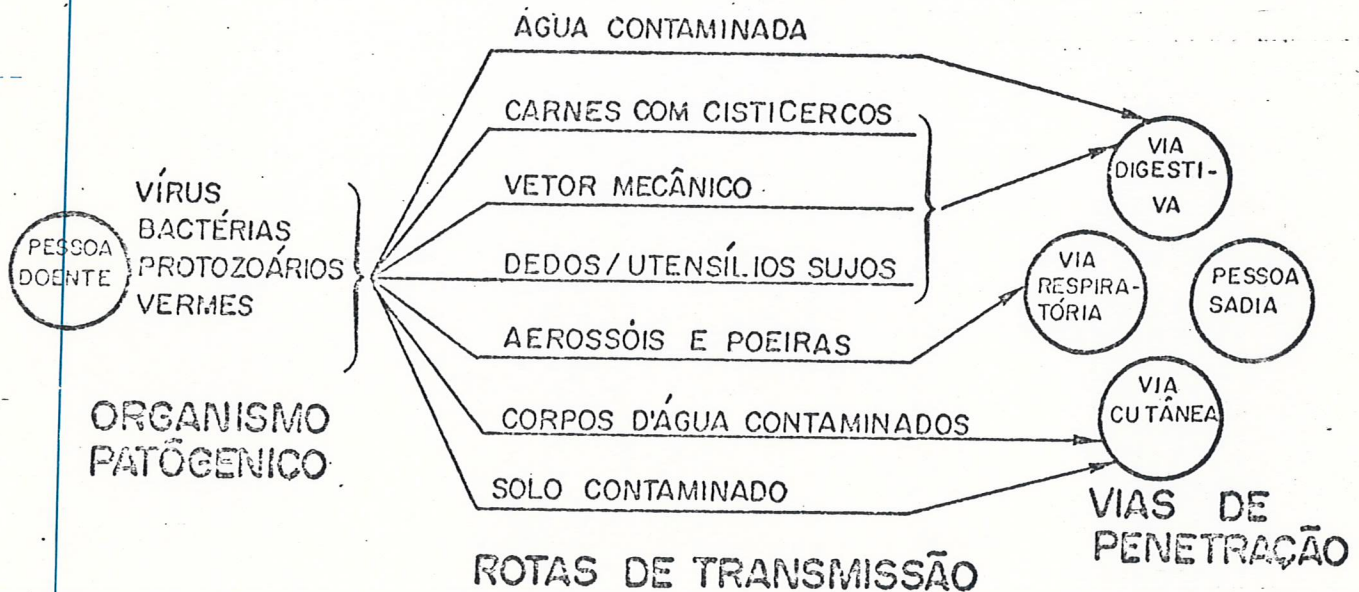 ÁGUA CONTAMINADA
CARNES COM CISTICERCOS
VETOR MECÂNICO
DEDOS/UTENSÍLIOS SUJOS
AEROSSÓIS E POEIRAS
CORPOS D'ÁGUA CONTAMINADOS
SOLO CONTAMINADO
PESSOA
DOENTE
VÍRUS
BACTÉRIAS
PROTOZOÁRIOS
VERMES
ORGANISMO
PATÕGENICO
ROTAS DE TRANSMISSÃO
VIA
DIGESTI-
VA
VIA
RESPIRA-
TÓRIA
PESSOA
SADIA
VIA
CUTÂNEA
VIAS DE
PENETRAÇÃO